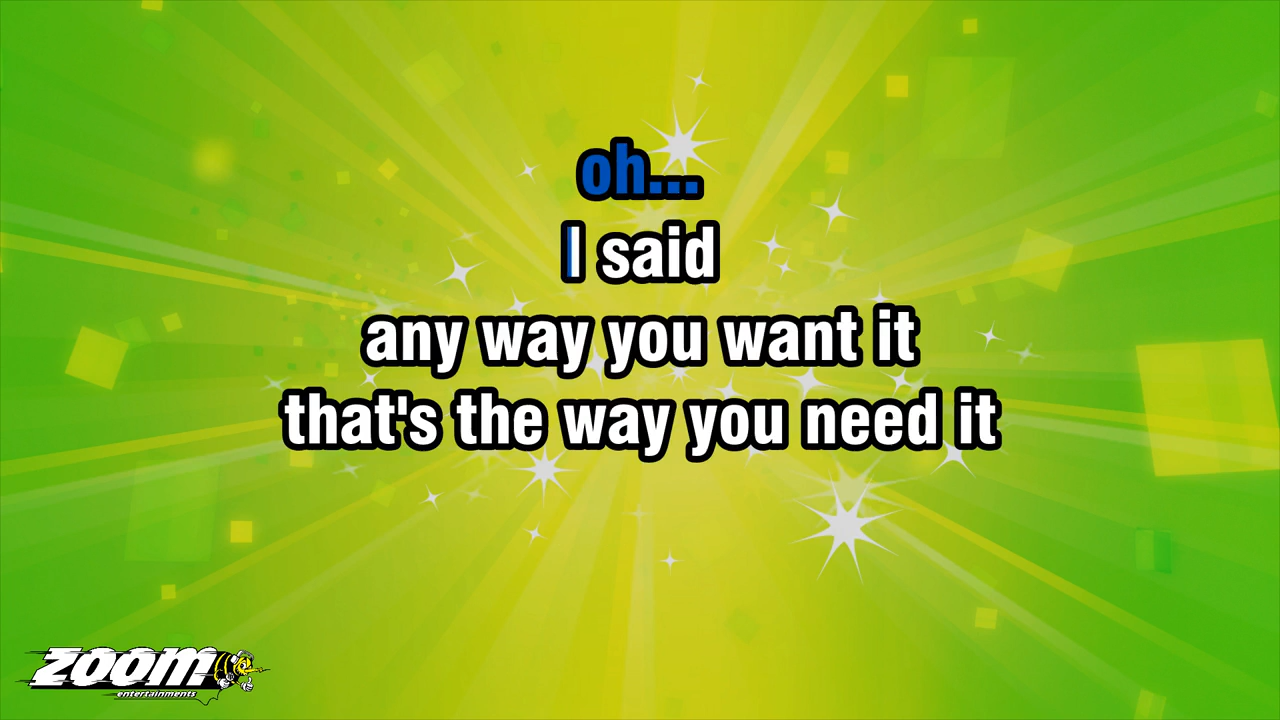 oh...
I said
any way you want it
that's the way you need it
zoom
entertainments